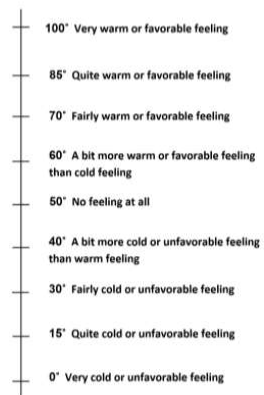 100° Very warm or favorable feeling
85° Quite warm or favorable feeling
70° Fairly warm or favorable feeling
60° A bit more warm or favorable feeling
than cold feeling
50° No feeling at all
40° A bit more cold or unfavorable feeling
than warm feeling
30° Fairly cold or unfavorable feeling
15° Quite cold or unfavorable feeling
0° Very cold or unfavorable feeling